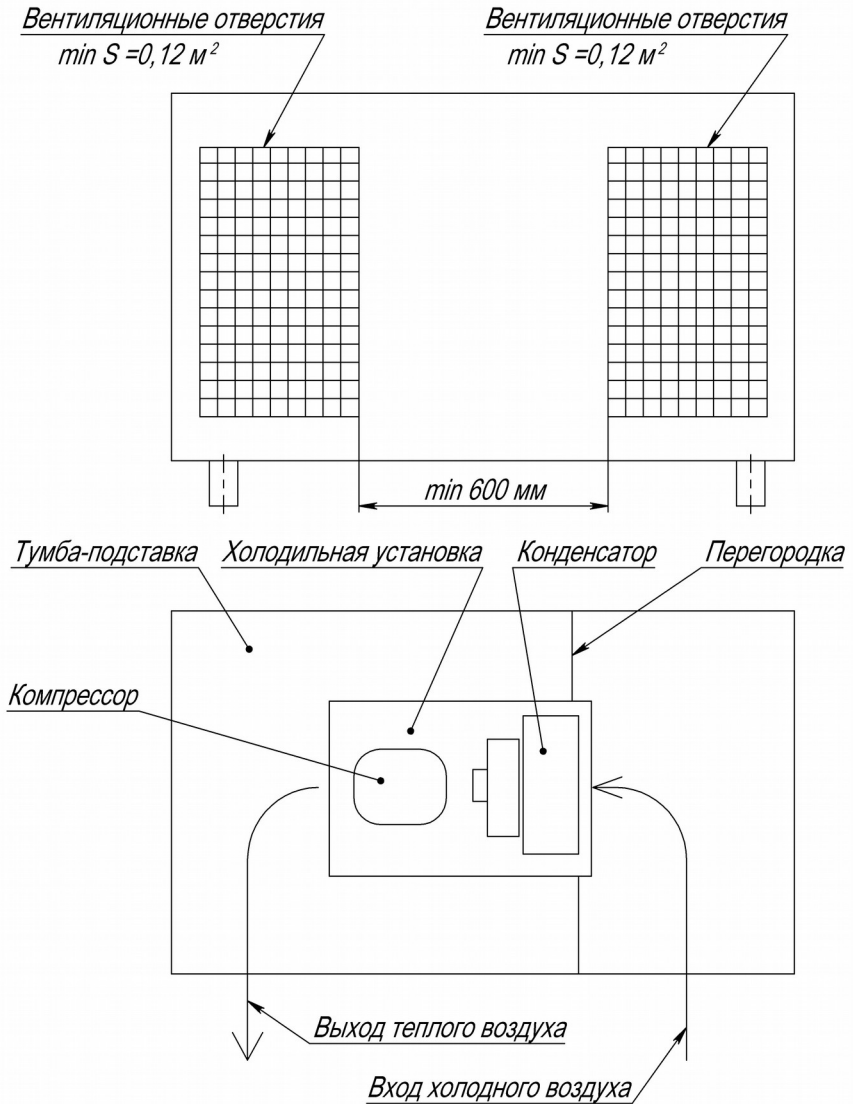 Вентиляционные отверстия
min S =0,12 м²
Вентиляционные отверстия
min S =0,12 м²
min 600 мм
Тумба-подставка
Холодильная установка
Конденсатор
Перегородка
Компрессор
Выход теплого воздуха
Вход холодного воздуха